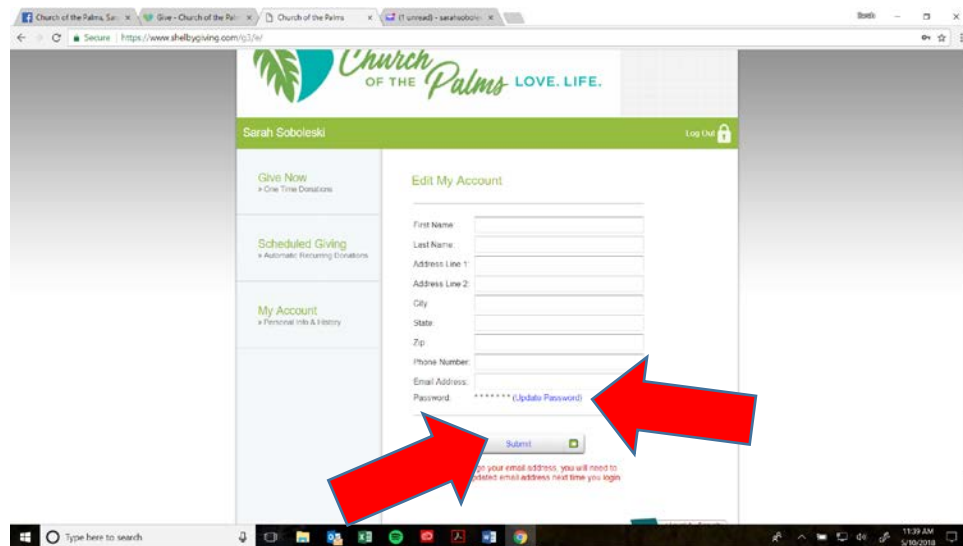 Church of the Palms, Sar
Give - Church of the Pal
Church of the Palms
(1 unread) - sarahsobole
Sarah
Secure | https://www.shelbygiving.com/g3/e/
Church
OF THE Palms LOVE. LIFE.
Sarah Soboleski
Log Out
Give Now
» One Time Donations
Edit My Account
Scheduled Giving
» Automatic Recurring Donations
My Account
» Personal Info & History
First Name:
Last Name:
Address Line 1:
Address Line 2:
City
State:
Zip
Phone Number:
Email Address:
Password: ******* (Update Password)
Submit
your email address, you will need to
updated email address next time you login
Type here to search
11:39 AM
5/10/2018